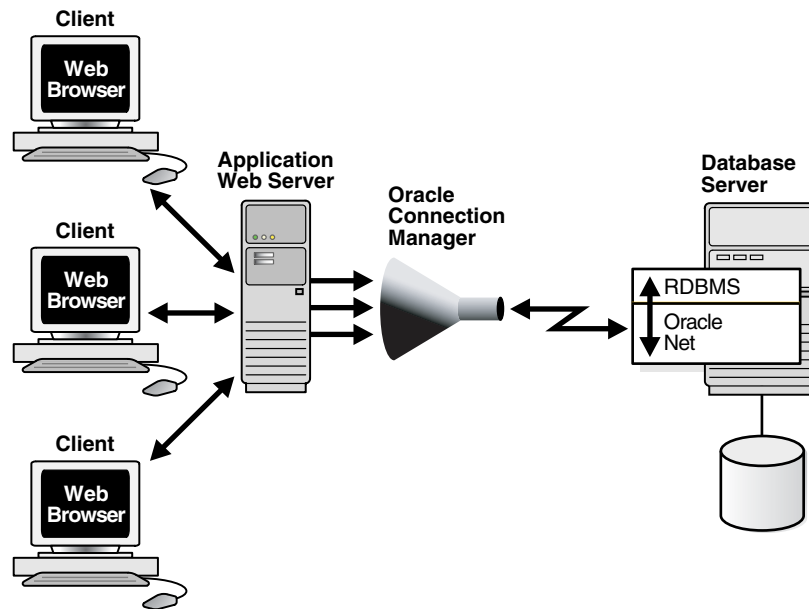 Client
Web
Browser
Client
Web
Browser
Client
Web
Browser
Application
Web Server
Oracle
Connection
Manager
Database
Server
RDBMS
Oracle
Net